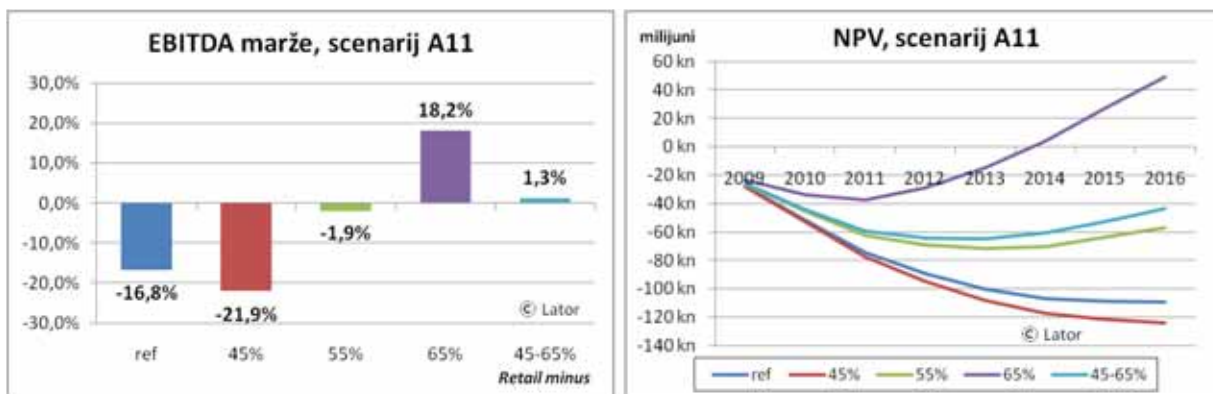 EBITDA marže, scenarij A11
30,0%
20,0%
10,0%
0,0%
-10,0%
-20,0%
-30,0%
-16,8%
-21,9%
-1,9%
18,2%
1,3%
© Lator
ref 45% 55% 65% 45-65%
Retail minus
NPV, scenarij A11
milijuni
60 kn
40 kn
20 kn
0 kn
-20 kn
-40 kn
-60 kn
-80 kn
-100 kn
-120 kn
-140 kn
2009 2010 2011 2012 2013 2014 2015 2016
© Lator
ref 45% 55% 65% 45-65%